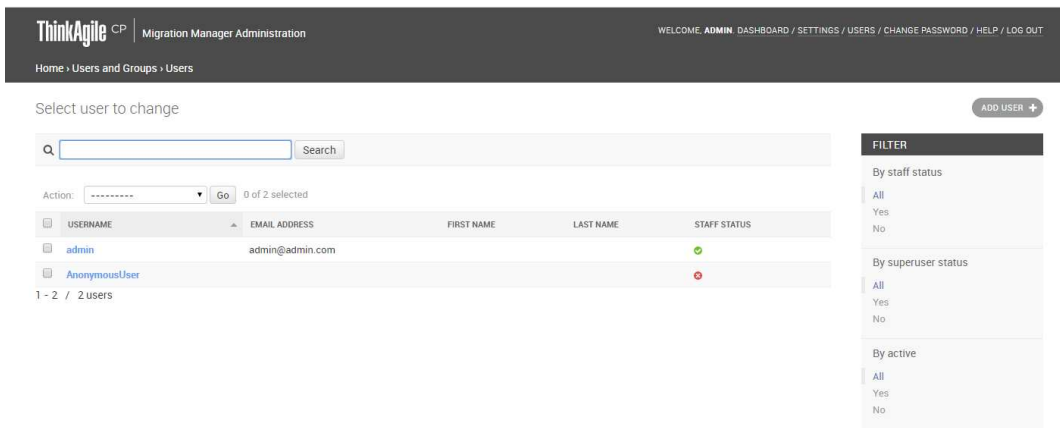 ThinkAgile CP Migration Manager Administration
WELCOME, ADMIN. DASHBOARD / SETTINGS / USERS / CHANGE PASSWORD / HELP / LOG OUT
Home › Users and Groups › Users
Select user to change
ADD USER +
Search
Action: --------- Go 0 of 2 selected
USERNAME EMAIL ADDRESS FIRST NAME LAST NAME STAFF STATUS
admin admin@admin.com
AnonymousUser
1 - 2 / 2 users
FILTER
By staff status
All
Yes
No
By superuser status
All
Yes
No
By active
All
Yes
No